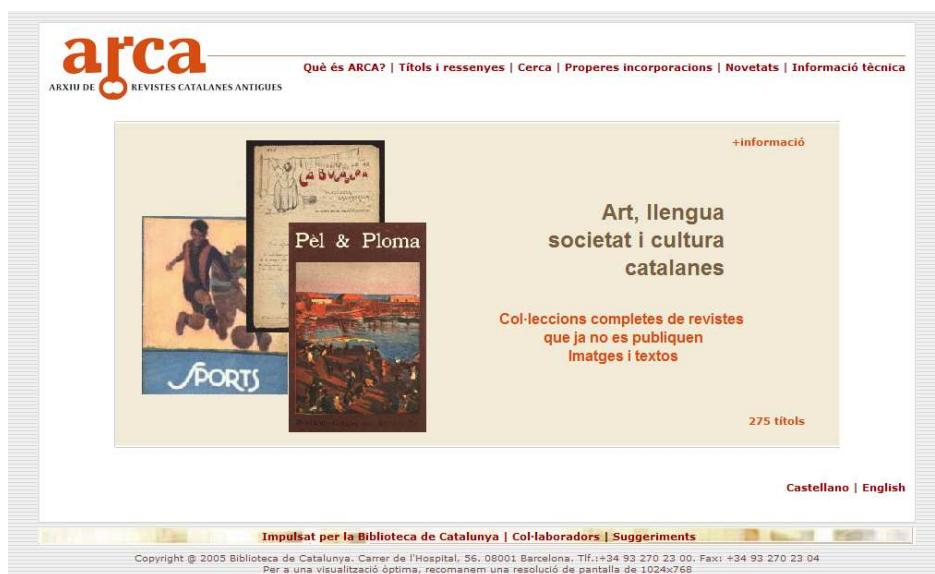 arca
ARXIU DE REVISTES CATALANES ANTIGUES
Què és ARCA? | Títols i ressenyes | Cerca | Properes incorporacions | Novetats | Informació tècnica
+informació
Pèl & Ploma
SPORTS
Art, llengua
societat i cultura
catalanes
Col·leccions completes de revistes
que ja no es publiquen
Imatges i textos
275 títols
Castellano | English
Impulsat per la Biblioteca de Catalunya | Col·laboradors | Suggeriments
Copyright @ 2005 Biblioteca de Catalunya. Carrer de l'Hospital, 56. 08001 Barcelona. Tlf.:+34 93 270 23 00. Fax: +34 93 270 23 04
Per a una visualització òptima, recomanem una resolució de pantalla de 1024x768